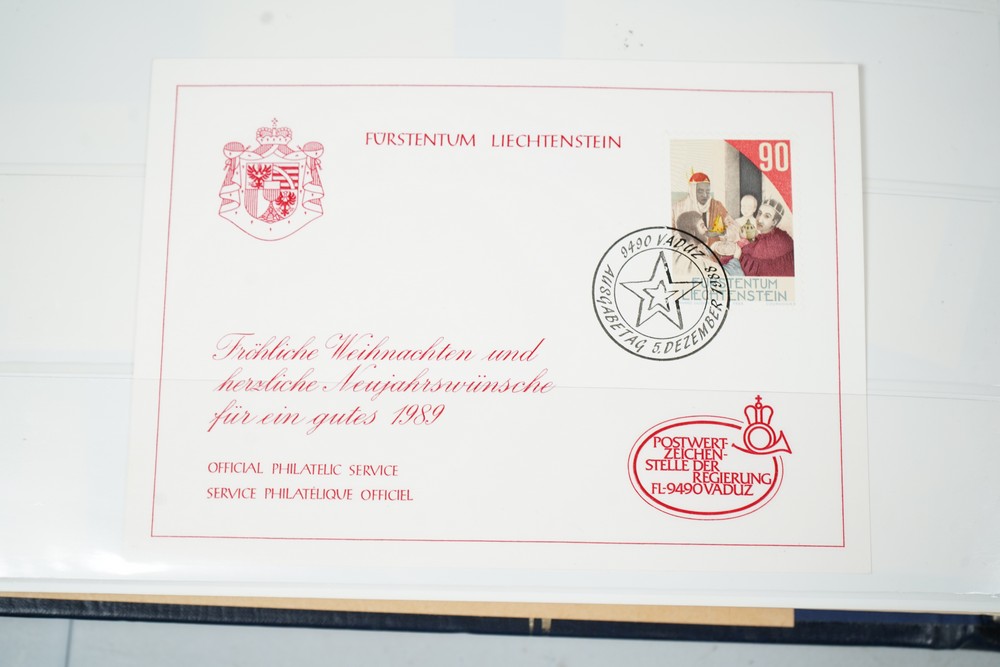 FÜRSTENTUM LIECHTENSTEIN
90
FÜRSTENTUM
LIECHTENSTEIN
9490 VADUZ
AUSGABETAG 5. DEZEMBER 1988
Fröhliche Weihnachten und
herzliche Neujahrswünsche
für ein gutes 1989
OFFICIAL PHILATELIC SERVICE
SERVICE PHILATÉLIQUE OFFICIEL
POSTWERT-
ZEICHEN-
STELLE DER
REGIERUNG
FL-9490 VADUZ